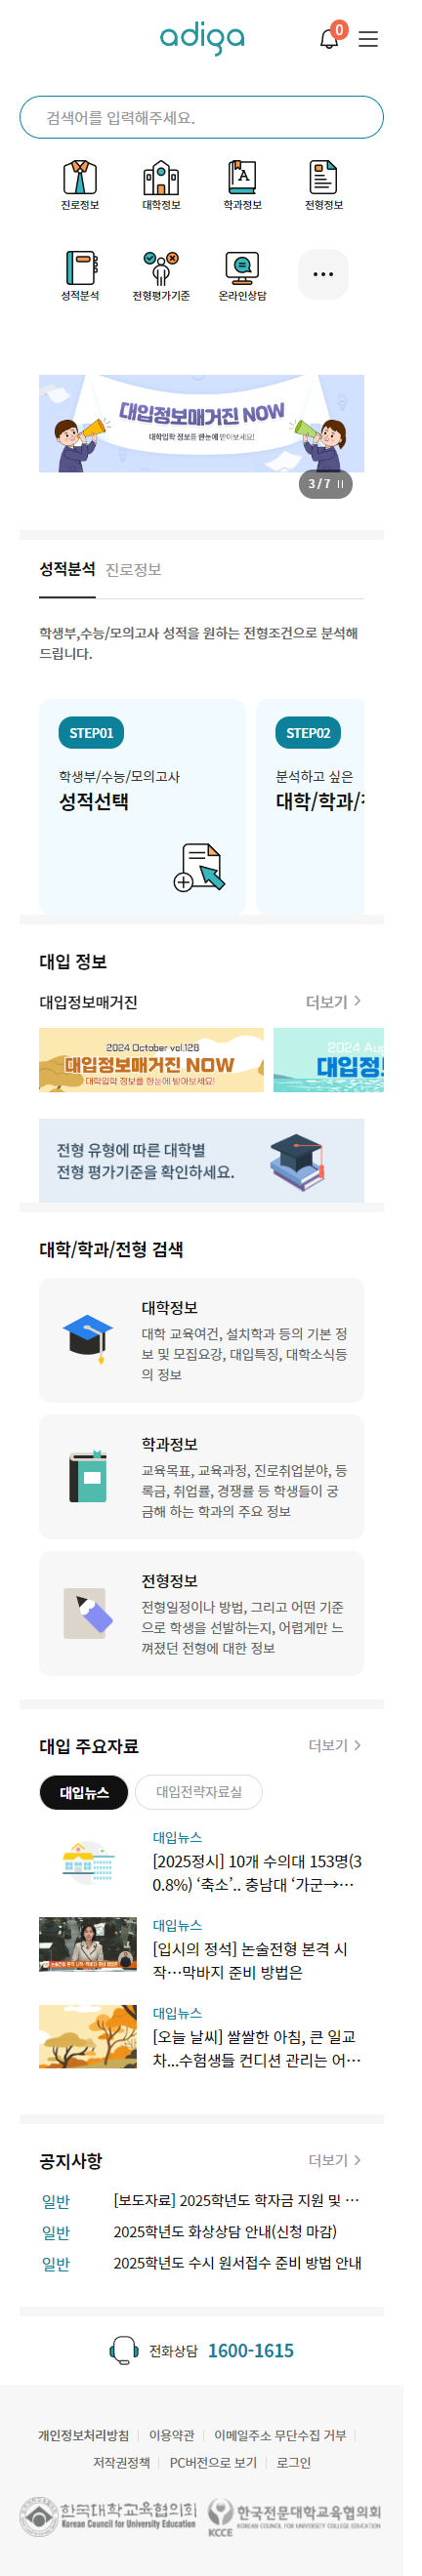 adiga
0
검색어를 입력해주세요.
진로정보
대학정보
학과정보
전형정보
성적분석
전형평가기준
온라인상담
대입정보매거진 NOW
대학입학 정보를 한눈에 받아보세요!
3 / 7
성적분석 진로정보
학생부,수능/모의고사 성적을 원하는 전형조건으로 분석해
드립니다.
STEP01
학생부/수능/모의고사
성적선택
STEP02
분석하고 싶은
대학/학과/
대입 정보
대입정보매거진
더보기
2024 October vol.128
대입정보매거진 NOW
대학입학 정보를 한눈에 받아보세요!
2024 Aug
대입정보
전형 유형에 따른 대학별
전형 평가기준을 확인하세요.
대학/학과/전형 검색
대학정보
대학 교육여건, 설치학과 등의 기본 정
보 및 모집요강, 대입특징, 대학소식등
의 정보
학과정보
교육목표, 교육과정, 진로취업분야, 등
록금, 취업률, 경쟁률 등 학생들이 궁
금해 하는 학과의 주요 정보
전형정보
전형일정이나 방법, 그리고 어떤 기준
으로 학생을 선발하는지, 어렵게만 느
껴졌던 전형에 대한 정보
대입 주요자료
더보기
대입뉴스
대입전략자료실
대입뉴스
[2025정시] 10개 수의대 153명(3
0.8%) ‘축소’.. 충남대 ‘가군→…
대입뉴스
[입시의 정석] 논술전형 본격 시
작…막바지 준비 방법은
대입뉴스
[오늘 날씨] 쌀쌀한 아침, 큰 일교
차...수험생들 컨디션 관리는 어…
공지사항
더보기
일반 [보도자료] 2025학년도 학자금 지원 및 …
일반 2025학년도 화상상담 안내(신청 마감)
일반 2025학년도 수시 원서접수 준비 방법 안내
전화상담 1600-1615
개인정보처리방침
이용약관
이메일주소 무단수집 거부
저작권정책
PC버전으로 보기
로그인
한국대학교육협의회
Korean Council for University Education
한국전문대학교육협의회
KOREAN COUNCIL FOR UNIVERSITY COLLEGE EDUCATION
KCCE